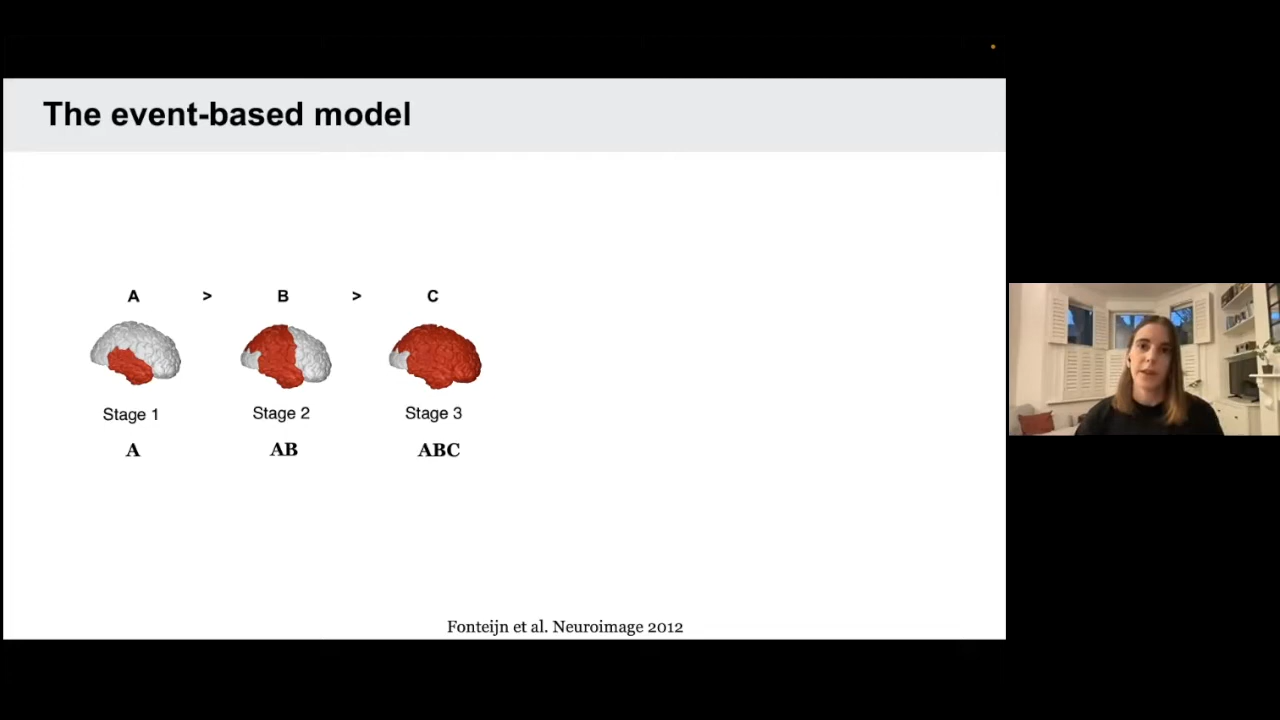 The event-based model
A > B > C
Stage 1 Stage 2 Stage 3
A AB ABC
Fonteijn et al. Neuroimage 2012